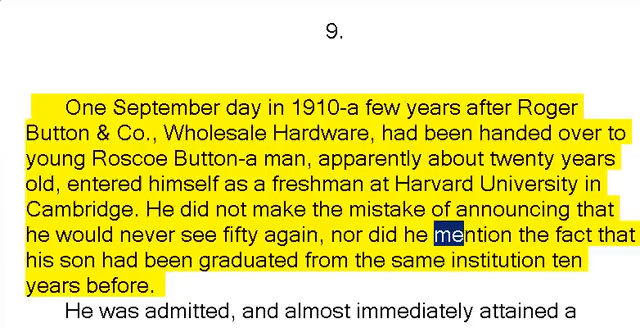 9.
One September day in 1910-a few years after Roger
Button & Co., Wholesale Hardware, had been handed over to
young Roscoe Button-a man, apparently about twenty years
old, entered himself as a freshman at Harvard University in
Cambridge. He did not make the mistake of announcing that
he would never see fifty again, nor did he mention the fact that
his son had been graduated from the same institution ten
years before.
He was admitted, and almost immediately attained a